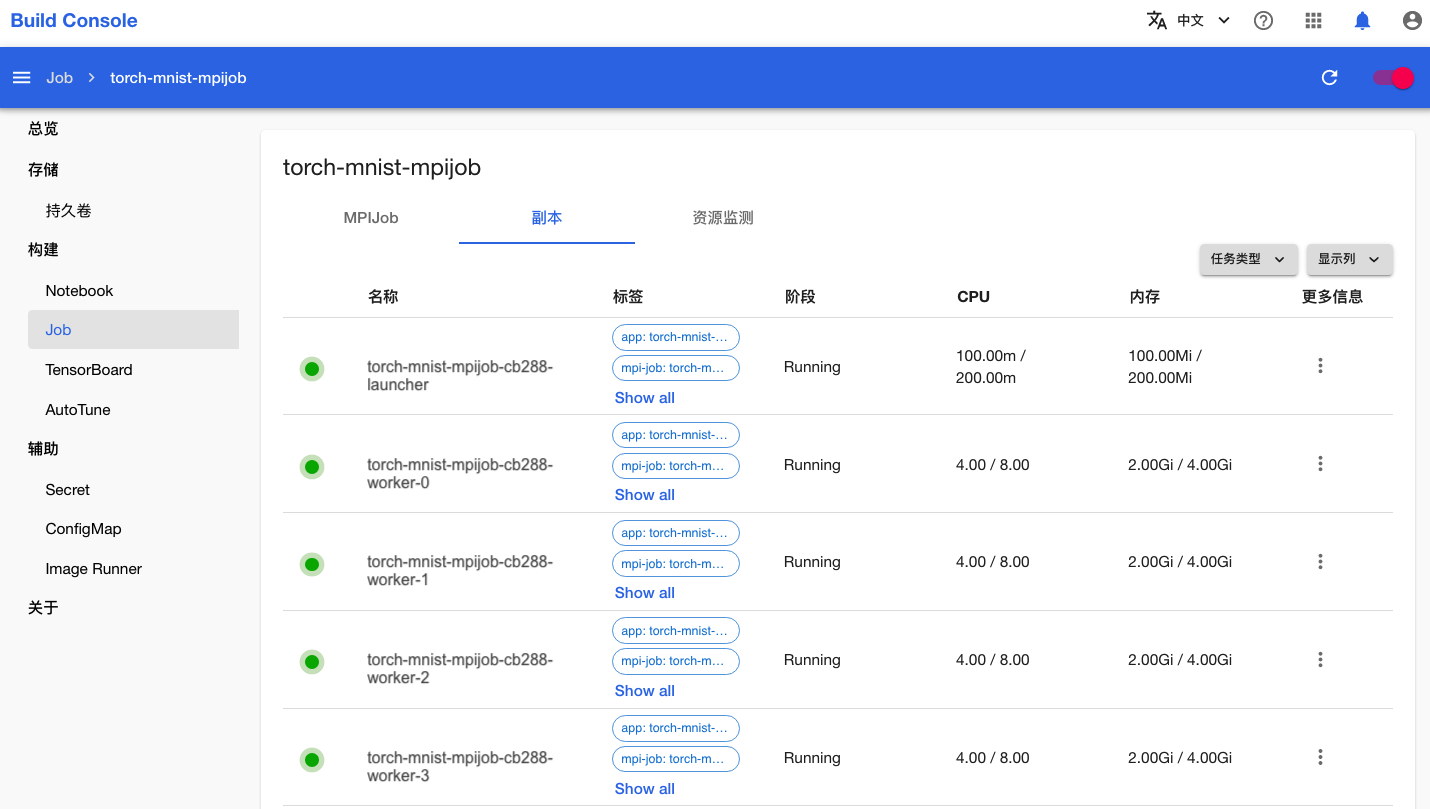 Build Console
中文
Job
torch-mnist-mpijob
总览
存储
持久卷
构建
Notebook
Job
TensorBoard
AutoTune
辅助
Secret
ConfigMap
Image Runner
关于
torch-mnist-mpijob
MPIJob 副本 资源监测
任务类型 显示列
名称 标签 阶段 CPU 内存 更多信息
torch-mnist-mpijob-cb288-
launcher
app: torch-mnist-…
mpi-job: torch-m…
Show all
Running
100.00m /
200.00m
100.00Mi /
200.00Mi
torch-mnist-mpijob-cb288-
worker-0
app: torch-mnist-…
mpi-job: torch-m…
Show all
Running
4.00 / 8.00
2.00Gi / 4.00Gi
torch-mnist-mpijob-cb288-
worker-1
app: torch-mnist-…
mpi-job: torch-m…
Show all
Running
4.00 / 8.00
2.00Gi / 4.00Gi
torch-mnist-mpijob-cb288-
worker-2
app: torch-mnist-…
mpi-job: torch-m…
Show all
Running
4.00 / 8.00
2.00Gi / 4.00Gi
torch-mnist-mpijob-cb288-
worker-3
app: torch-mnist-…
mpi-job: torch-m…
Show all
Running
4.00 / 8.00
2.00Gi / 4.00Gi